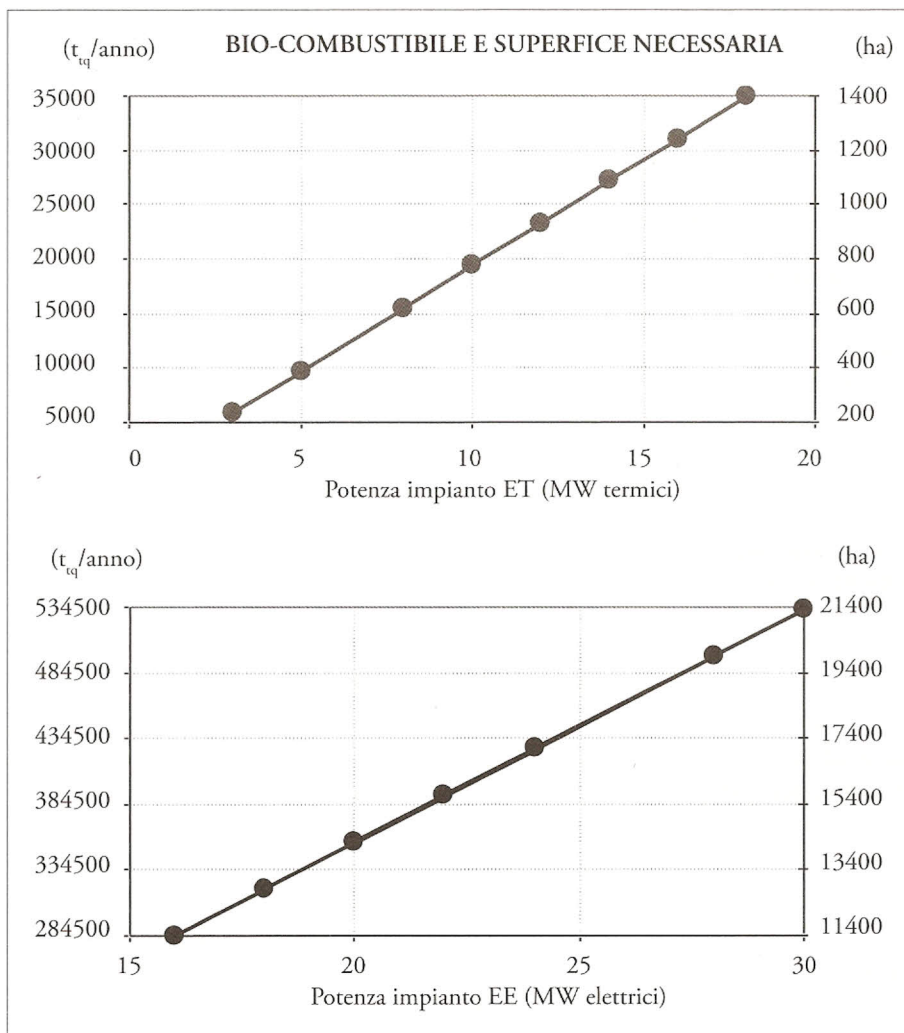 BIO-COMBUSTIBILE E SUPERFICE NECESSARIA
(t_tq/anno) (ha)
35000 1400
30000 1200
25000 1000
20000 800
15000 600
10000 400
5000 200
0 5 10 15 20
Potenza impianto ET (MW termici)
(t_tq/anno) (ha)
534500 21400
484500 19400
434500 17400
384500 15400
334500 13400
284500 11400
15 20 25 30
Potenza impianto EE (MW elettrici)